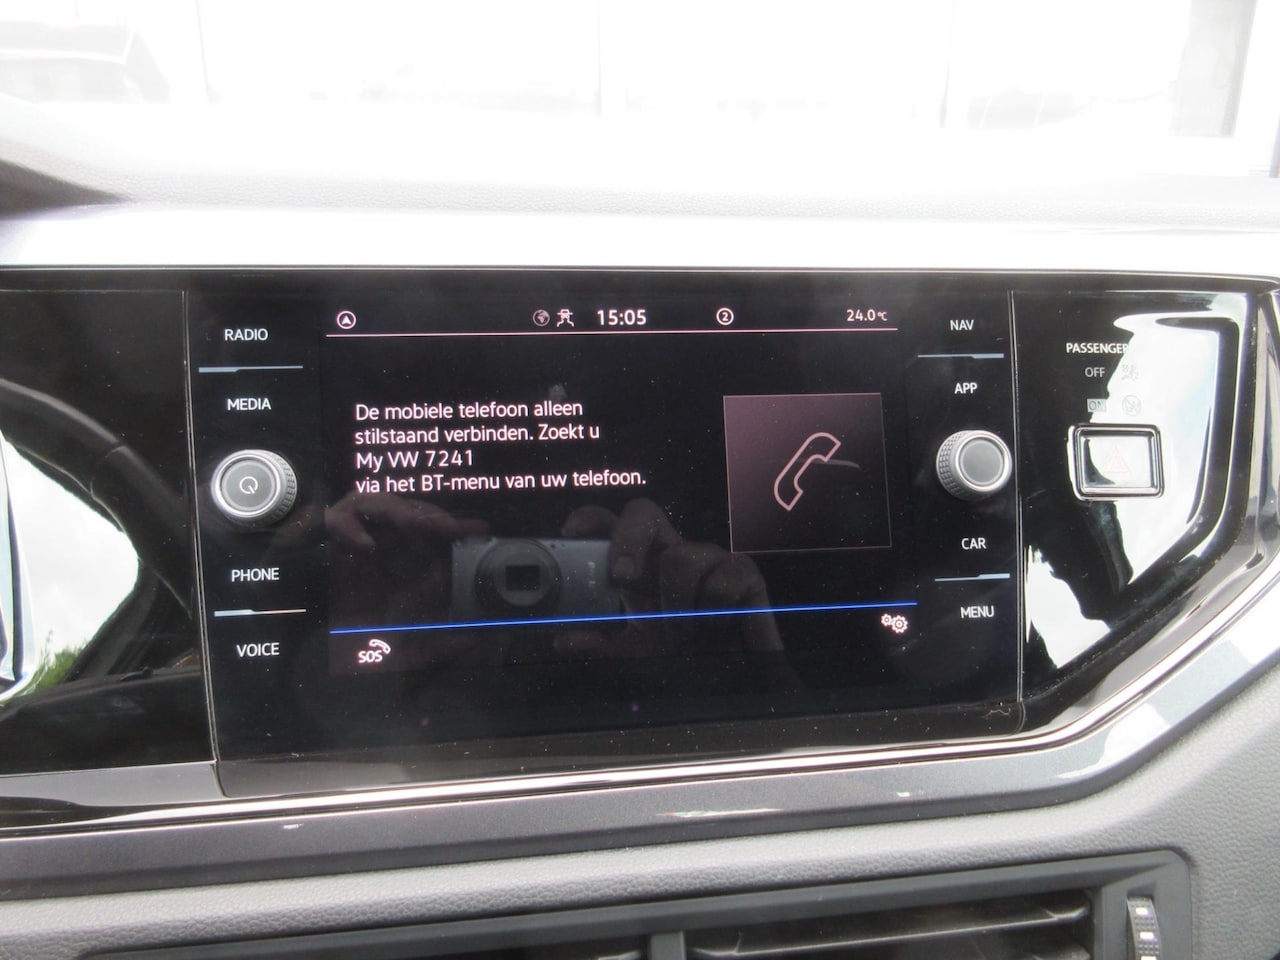 RADIO
MEDIA
PHONE
VOICE
15:05
2
24.0°C
De mobiele telefoon alleen
stilstaand verbinden. Zoekt u
My VW 7241
via het BT-menu van uw telefoon.
SOS
NAV
APP
CAR
MENU
PASSENGER
OFF
ON